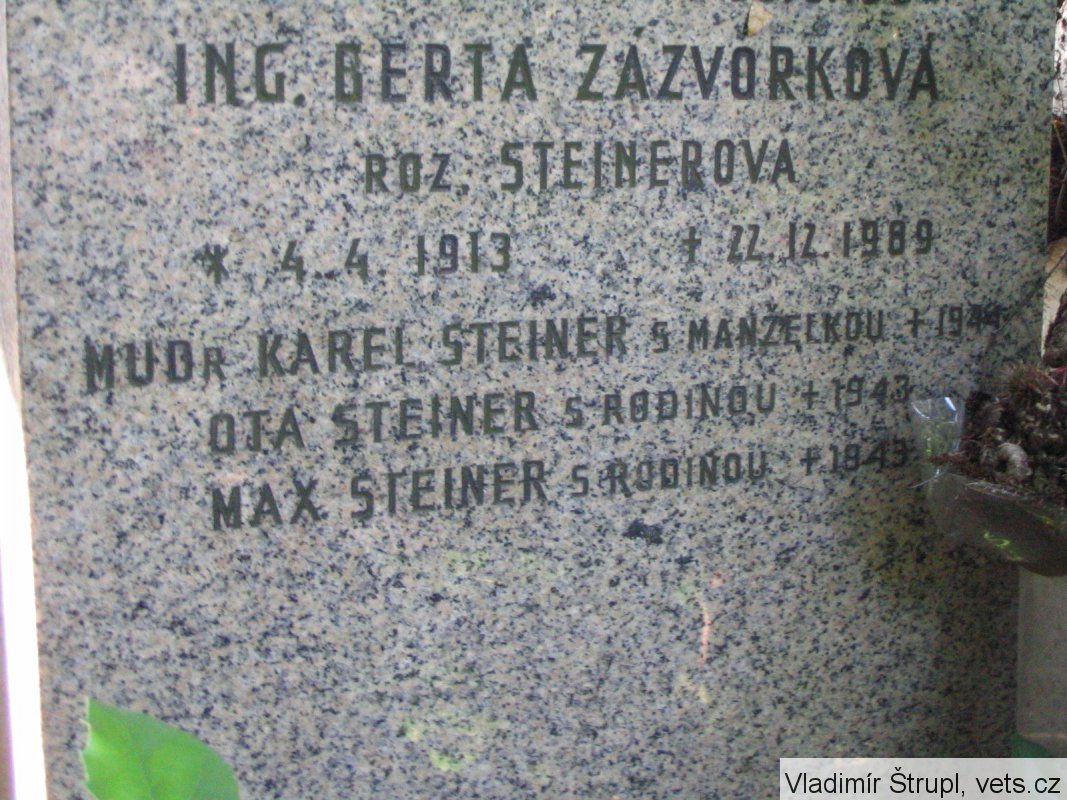 ING. BERTA ZÁZVORKOVÁ
ROZ. STEINEROVÁ
* 4. 4. 1913 + 22.12.1989
MUDR KAREL STEINER S MANŽELKOU + 1944
OTA STEINER S RODINOU + 1943
MAX STEINER S RODINOU + 1943
Vladimír Štrupl, vets.cz